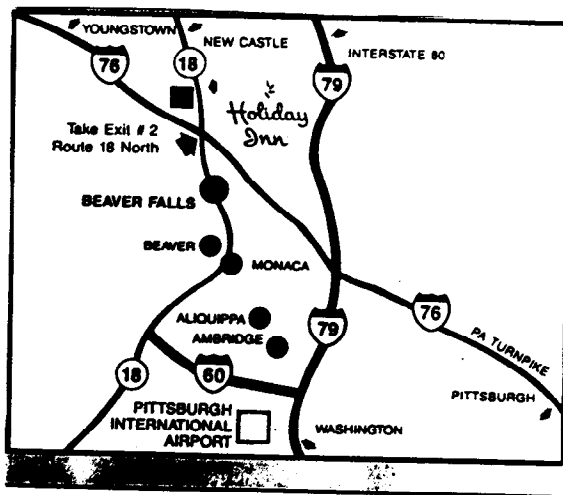 YOUNGSTOWN
NEW CASTLE
INTERSTATE 80
76
18
79
Holiday
Inn
Take Exit # 2
Route 18 North
BEAVER FALLS
BEAVER
MONACA
ALIQUIPPA
AMBRIDGE
79
76
PA TURNPIKE
18
60
PITTSBURGH
PITTSBURGH
INTERNATIONAL
AIRPORT
WASHINGTON